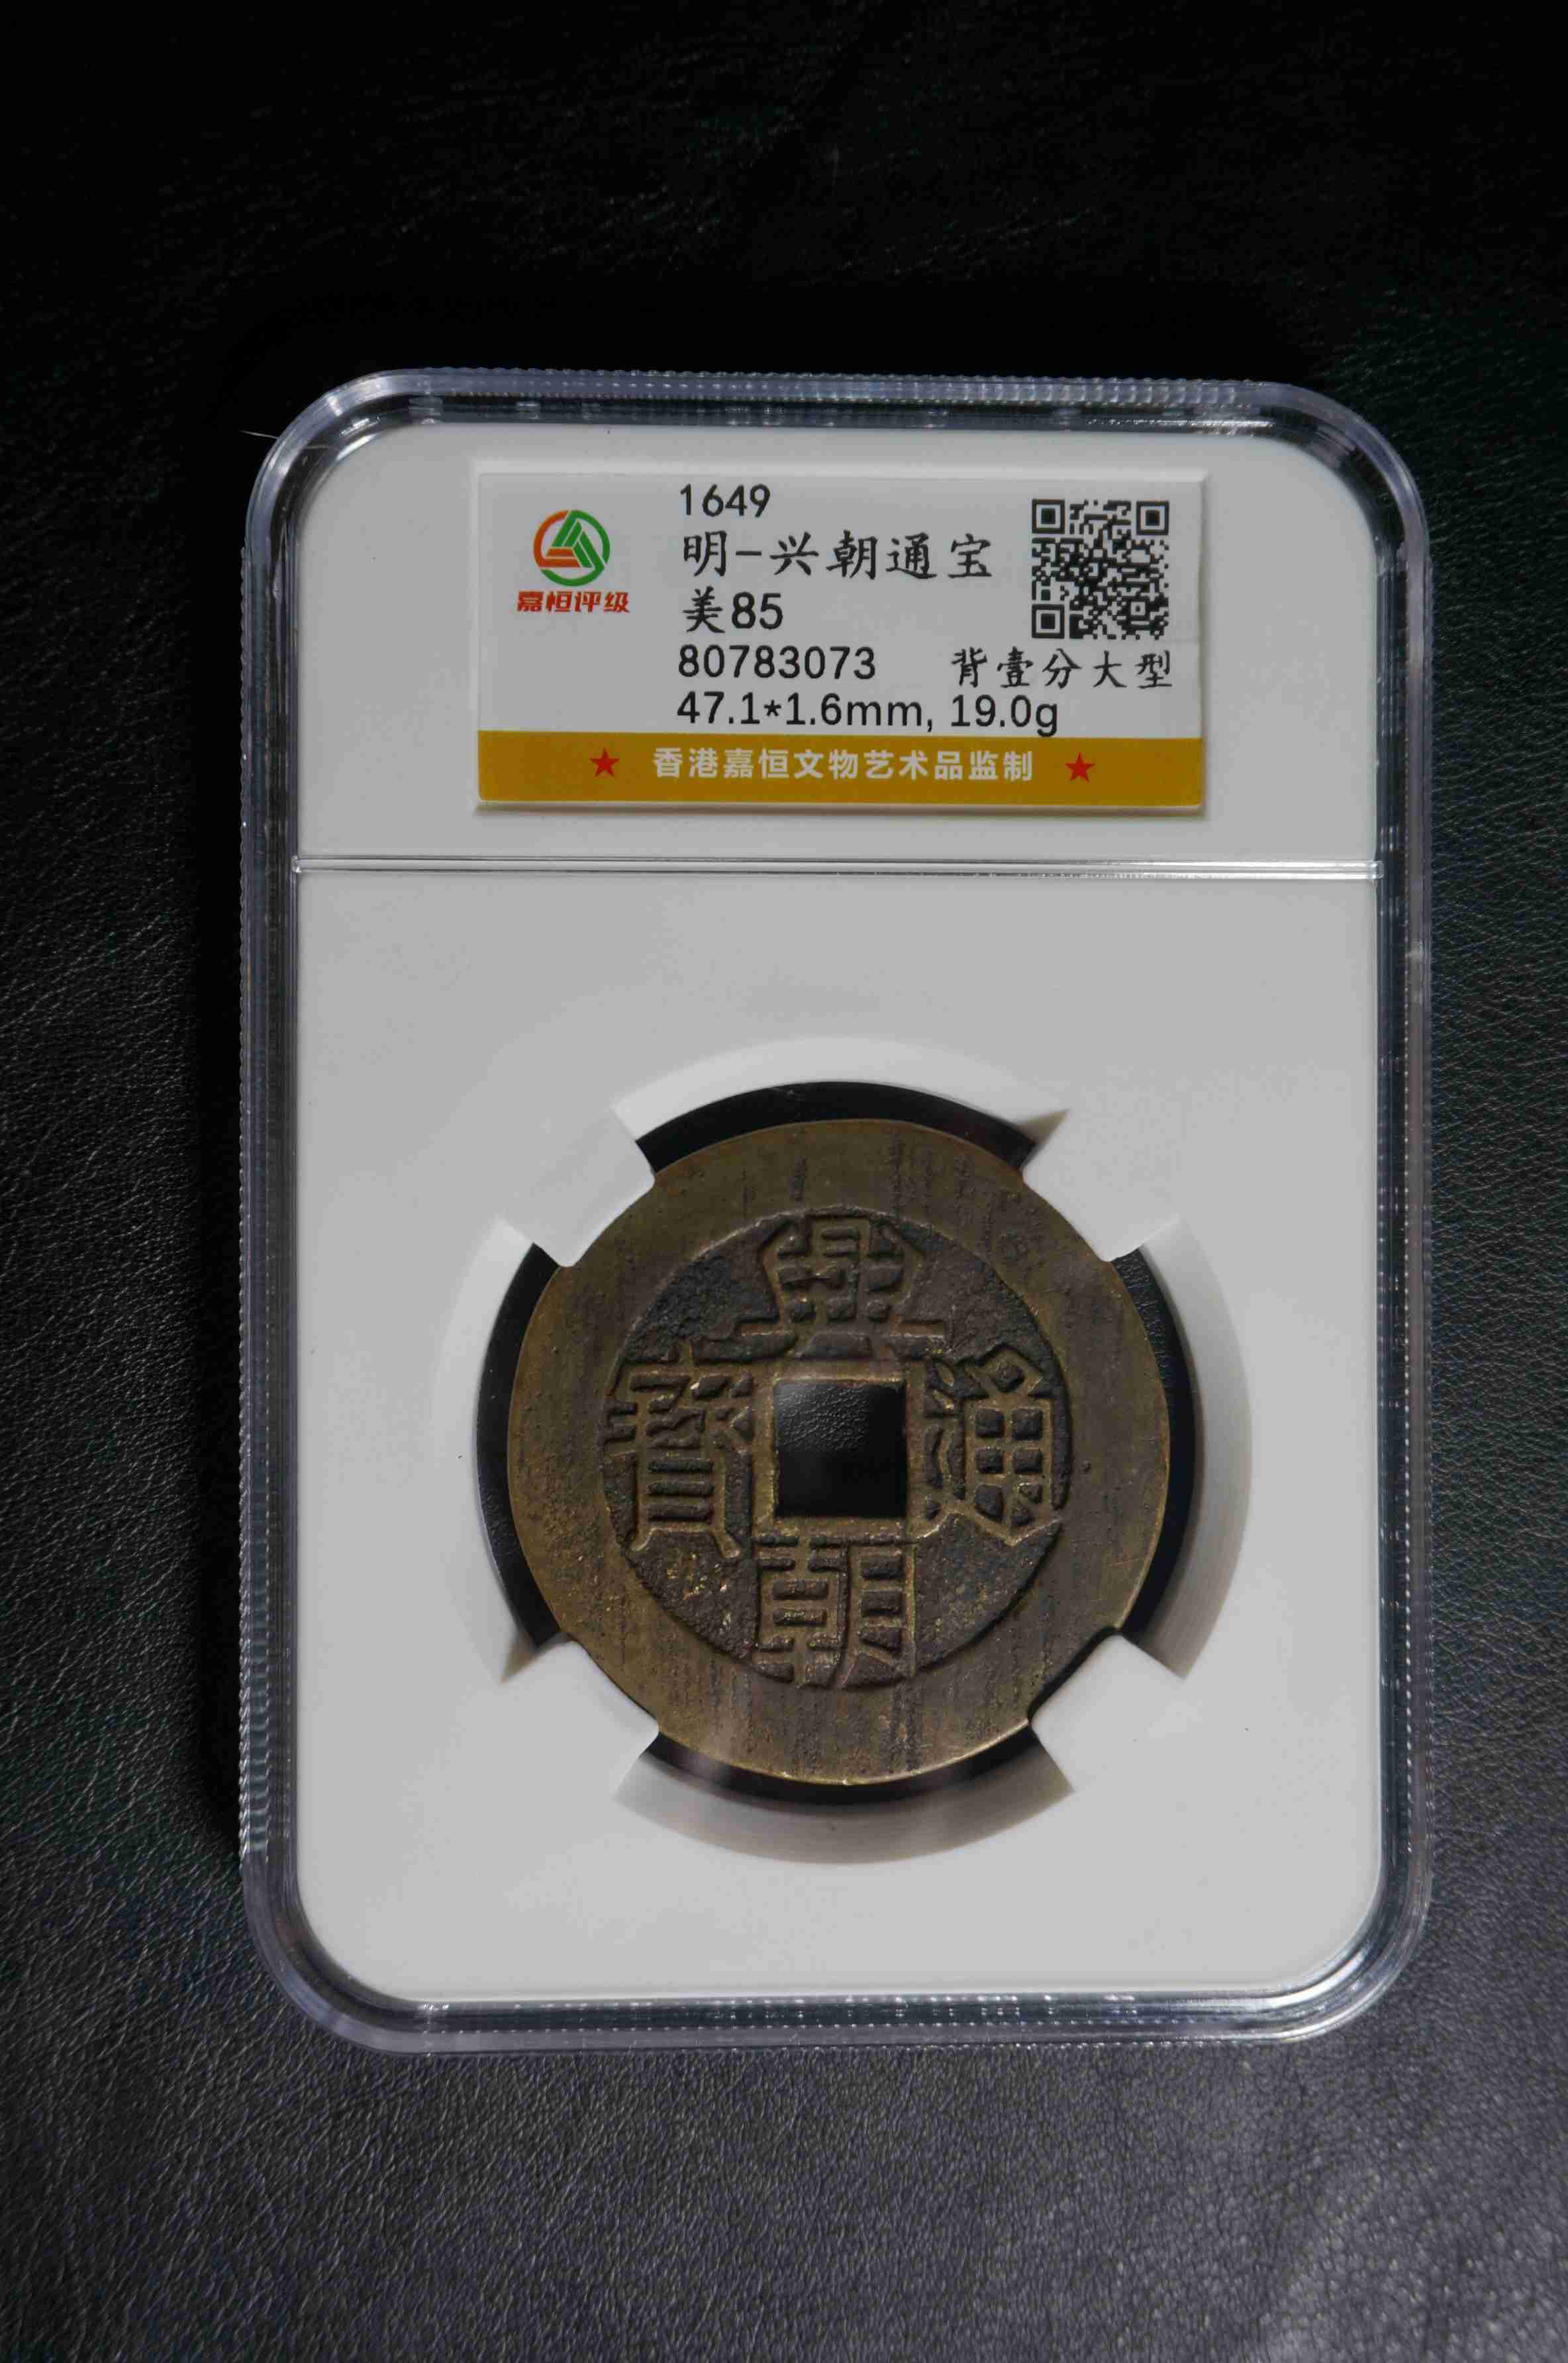 1649
明-兴朝通宝
嘉恒评级
美85
80783073 背壹分大型
47.1*1.6mm, 19.0g
★ 香港嘉恒文物艺术品监制 ★
興
寶 通
朝